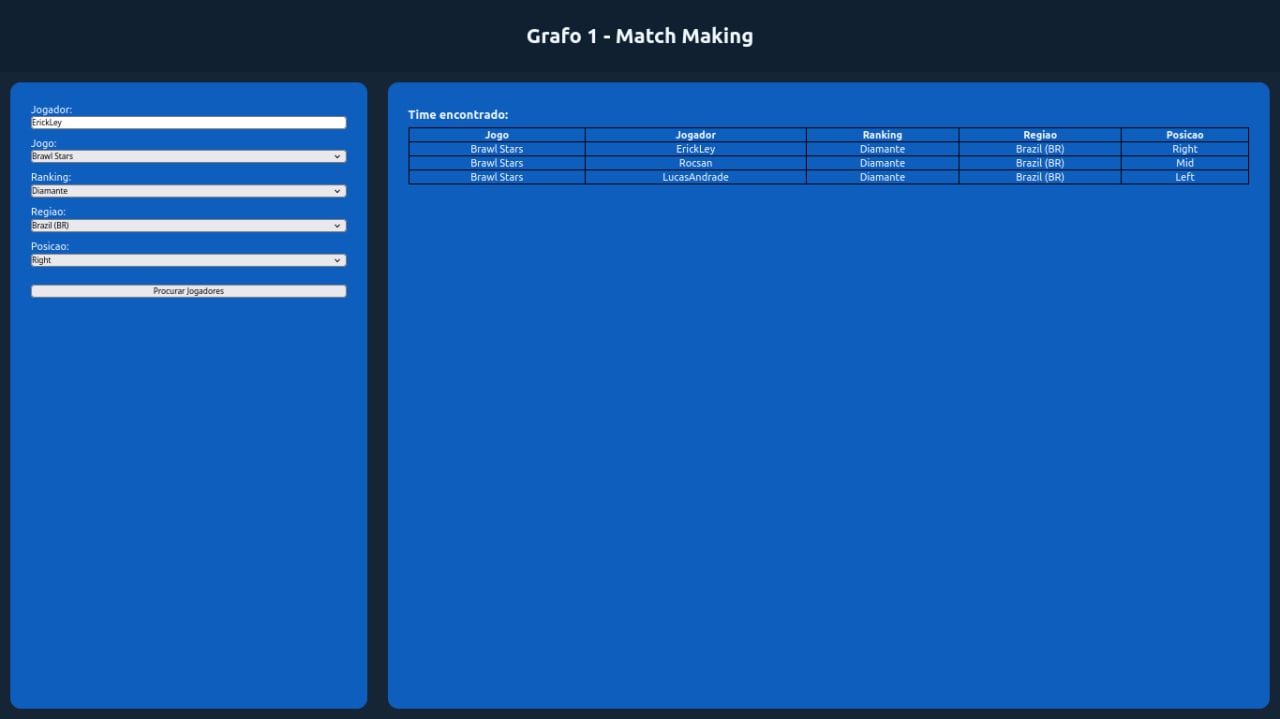 Grafo 1 - Match Making
Jogador:
ErickLey
Jogo:
Brawl Stars
Ranking:
Diamante
Regiao:
Brazil (BR)
Posicao:
Right
Procurar Jogadores
Time encontrado:
Jogo Jogador Ranking Regiao Posicao
Brawl Stars ErickLey Diamante Brazil (BR) Right
Brawl Stars Rocsan Diamante Brazil (BR) Mid
Brawl Stars LucasAndrade Diamante Brazil (BR) Left